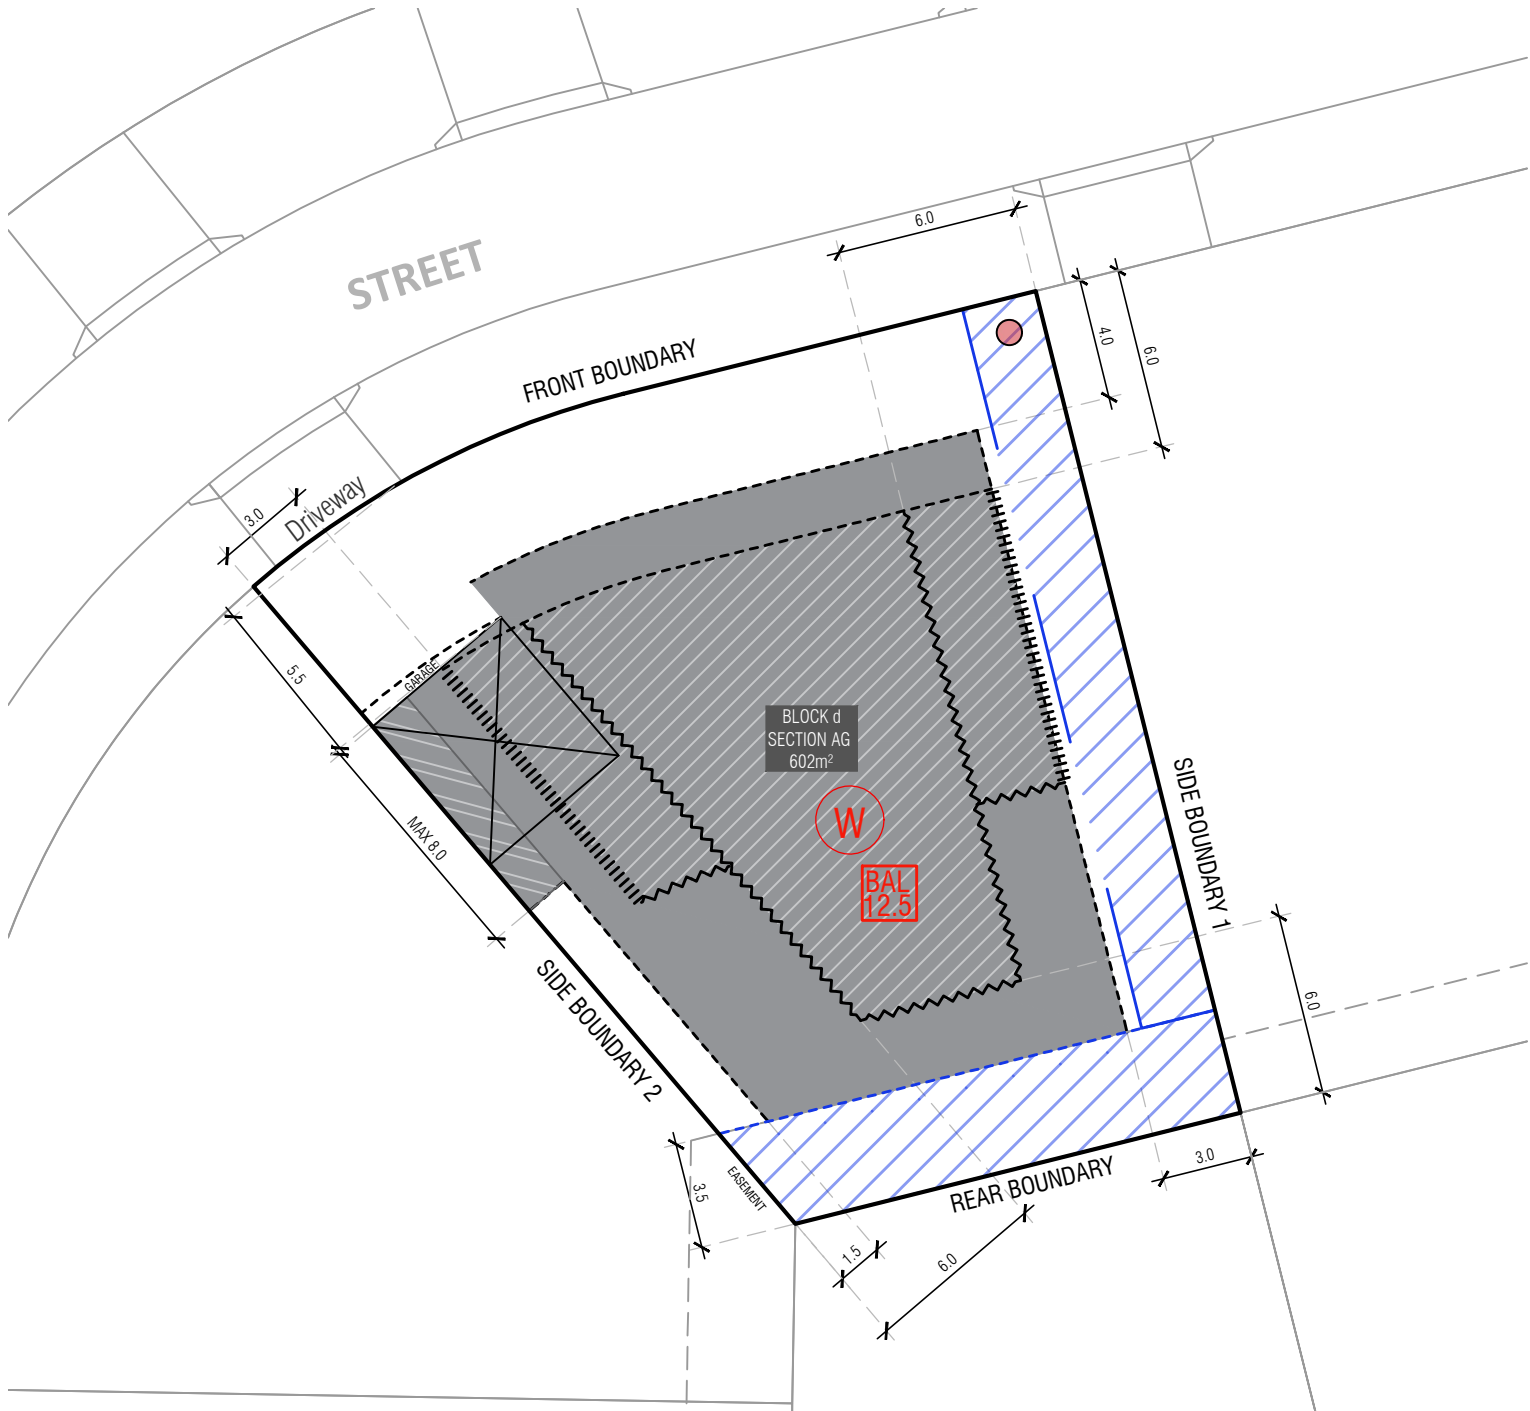 6.0
STREET
4.0
6.0
FRONT BOUNDARY
Driveway
3.0
5.5
GARAGE
BLOCK d
SECTION AG
602m²
W
BAL
12.5
MAX 8.0
SIDE BOUNDARY 1
SIDE BOUNDARY 2
6.0
3.5
EASEMENT
REAR BOUNDARY
3.0
1.5
6.0